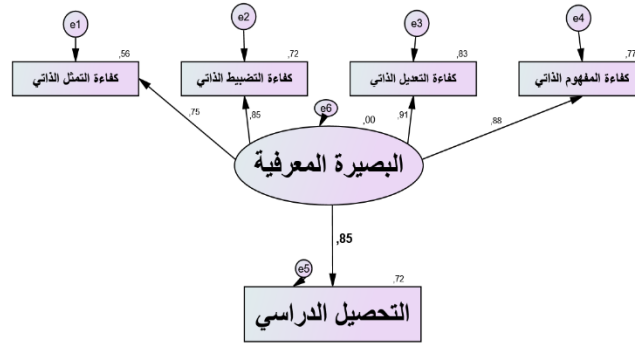 e1
e2
e3
e4
,56
,72
,83
,77
كفاءة التمثل الذاتي
كفاءة التضبيط الذاتي
كفاءة التعديل الذاتي
كفاءة المفهوم الذاتي
e6
,75
,85
,00
,91
,88
البصيرة المعرفية
,85
e5
,72
التحصيل الدراسي